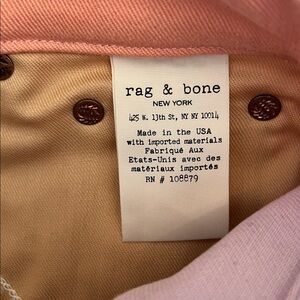 rag & bone
NEW YORK
425 W. 13th St, NY NY 10014
Made in the USA
with imported materials
Fabriqué Aux
Etats-Unis avec des
matériaux importés
RN # 108879